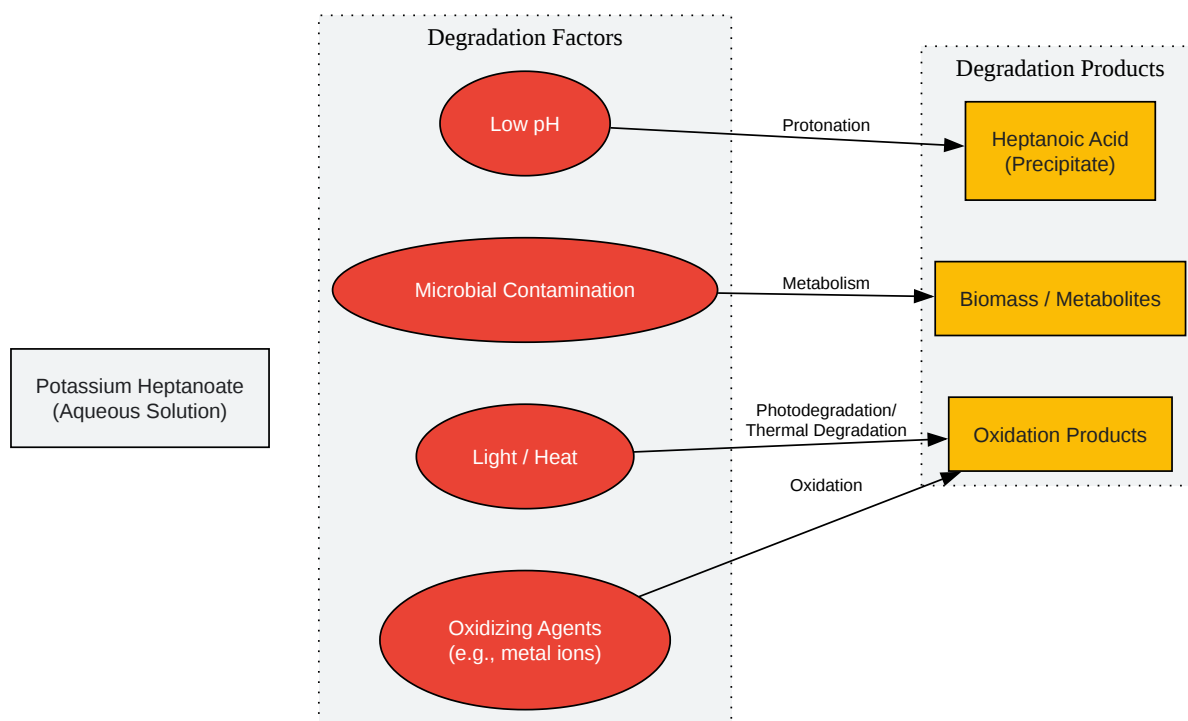 Degradation Factors
Degradation Products
Low pH
Protonation
Heptanoic Acid
(Precipitate)
Microbial Contamination
Metabolism
Biomass / Metabolites
Potassium Heptanoate
(Aqueous Solution)
Light / Heat
Photodegradation/
Thermal Degradation
Oxidation Products
Oxidation
Oxidizing Agents
(e.g., metal ions)